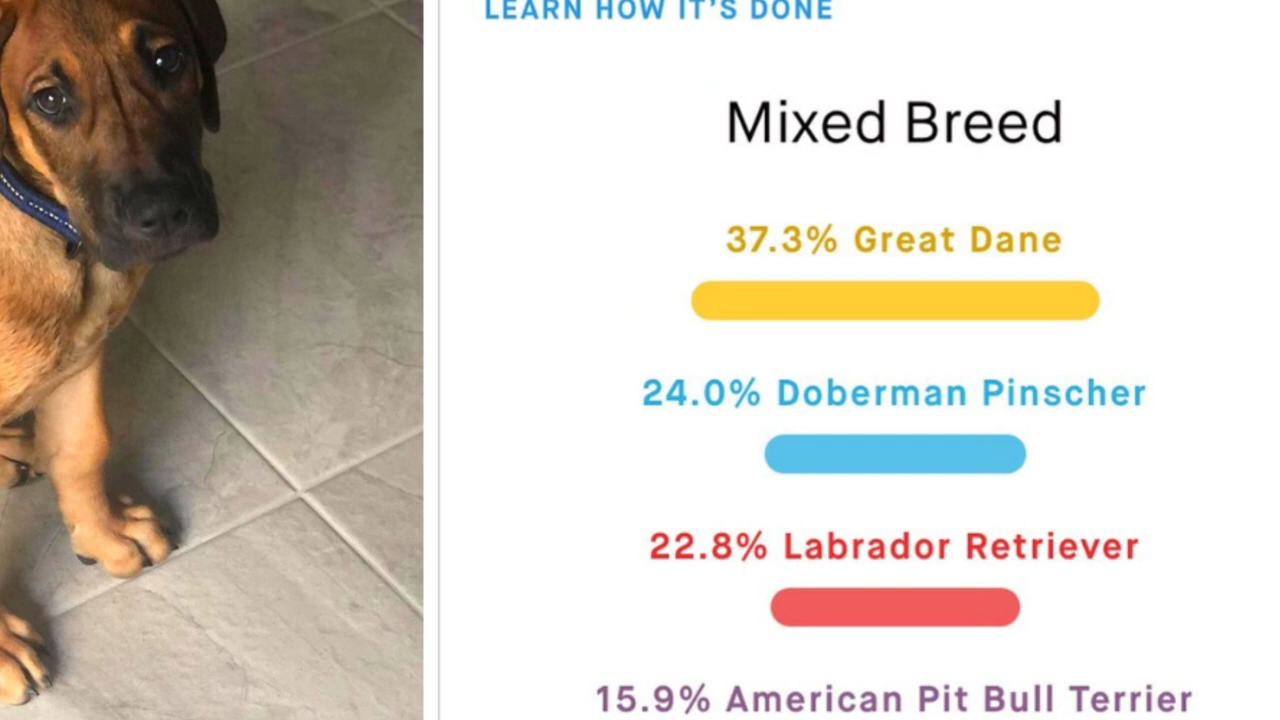 LEARN HOW IT'S DONE
Mixed Breed
37.3% Great Dane
24.0% Doberman Pinscher
22.8% Labrador Retriever
15.9% American Pit Bull Terrier